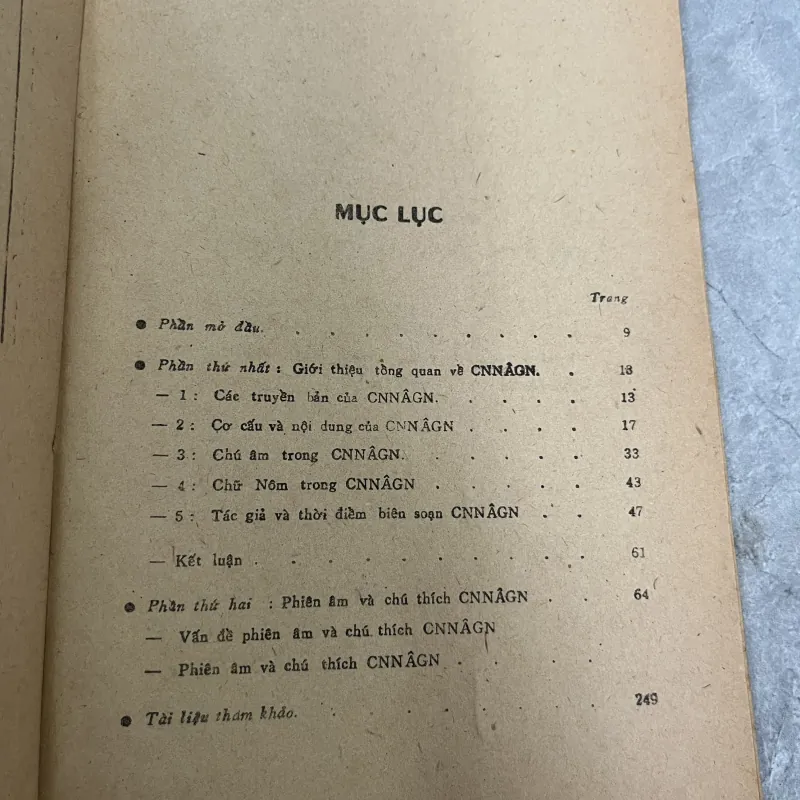 MỤC LỤC
Trang
● Phần mở đầu. . . . . . . . . 9
● Phần thứ nhất : Giới thiệu tổng quan về CNNÂGN. . 13
— 1 : Các truyền bản của CNNÂGN. . . . . 13
— 2 : Cơ cấu và nội dung của CNNÂGN . . . . 17
— 3 : Chú âm trong CNNÂGN. . . . . 33
— 4 : Chữ Nôm trong CNNÂGN . . . . . 43
— 5 : Tác giả và thời điểm biên soạn CNNÂGN . . 47
— Kết luận . . . . . . . . . . 61
● Phần thứ hai : Phiên âm và chú thích CNNÂGN . . 64
— Vấn đề phiên âm và chú thích CNNÂGN
— Phiên âm và chú thích CNNÂGN . . . .
● Tài liệu tham khảo. . . . . . . . 249